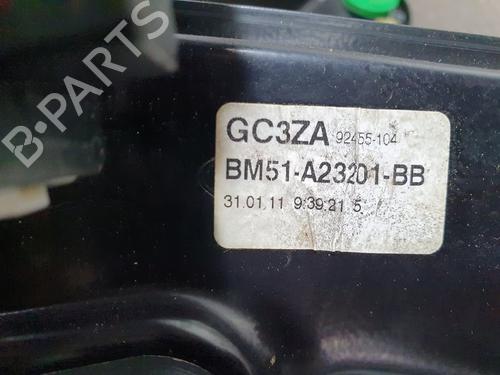 GC3ZA 92455-104
BM51-A23201-BB
31.01.11 9:39:21 5
B-PARTS